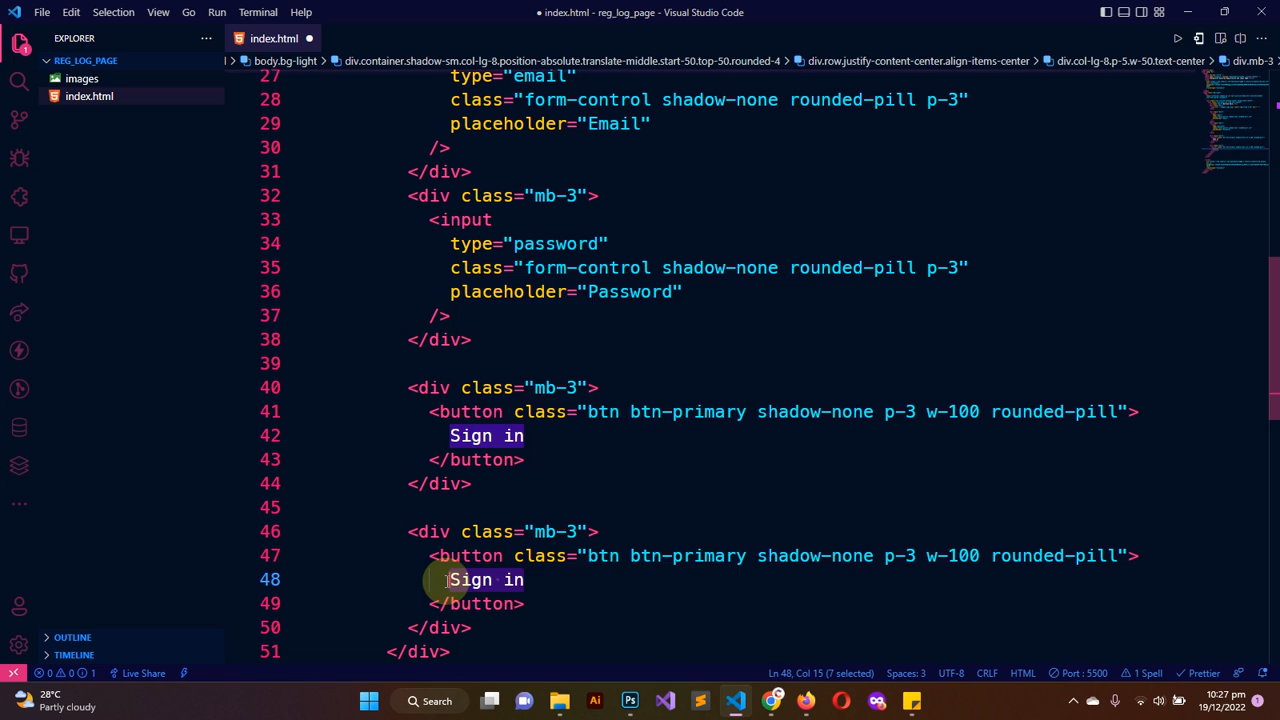 File Edit Selection View Go Run Terminal Help
● index.html - reg_log_page - Visual Studio Code
EXPLORER
index.html
REG_LOG_PAGE
images
index.html
body.bg-light > div.container.shadow-sm.col-lg-8.position-absolute.translate-middle.start-50.top-50.rounded-4 > div.row.justify-content-center.align-items-center > div.col-lg-8.p-5.w-50.text-center > div.mb-3
27 type="email"
28 class="form-control shadow-none rounded-pill p-3"
29 placeholder="Email"
30 />
31 </div>
32 <div class="mb-3">
33 <input
34 type="password"
35 class="form-control shadow-none rounded-pill p-3"
36 placeholder="Password"
37 />
38 </div>
39
40 <div class="mb-3">
41 <button class="btn btn-primary shadow-none p-3 w-100 rounded-pill">
42 Sign in
43 </button>
44 </div>
45
46 <div class="mb-3">
47 <button class="btn btn-primary shadow-none p-3 w-100 rounded-pill">
48 Sign in
49 </button>
50 </div>
51 </div>
OUTLINE
TIMELINE
0 0 1 Live Share
Ln 48, Col 15 (7 selected) Spaces: 3 UTF-8 CRLF HTML Port : 5500 1 Spell Prettier
28°C
Partly cloudy
Search
10:27 pm
19/12/2022